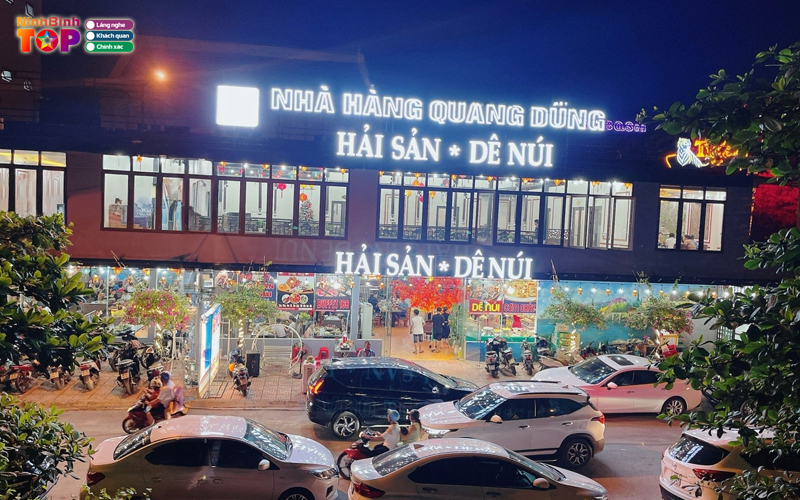 NinhBinh
TOP
Lắng nghe
Khách quan
Chính xác
NHÀ HÀNG QUANG DŨNG
HẢI SẢN * DÊ NÚI
HẢI SẢN * DÊ NÚI
BUFFET
DÊ NÚI